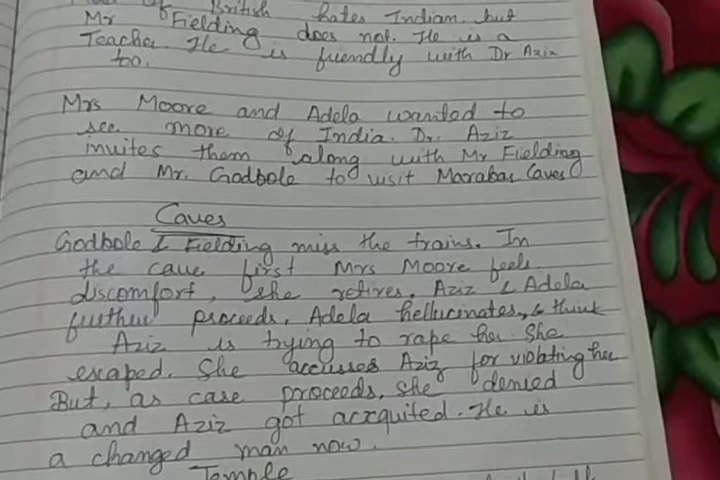 British hates Indian, but
Mr Fielding does not. He is a
Teacher. He is friendly with Dr Aziz
too.
Mrs Moore and Adela wanted to
see more of India. Dr. Aziz
invites them along with Mr Fielding
and Mr. Godbole to visit Marabar Caves
Caves
Godbole & Fielding miss the trains. In
the cave first Mrs Moore feels
discomfort, she retires, Aziz & Adela
further proceeds, Adela hellucinates, & think
Aziz is trying to rape her. She
escaped. She accusses Aziz for violating her
But, as case proceeds, she denied
and Aziz got acxquited. He is
a changed man now.
Temple